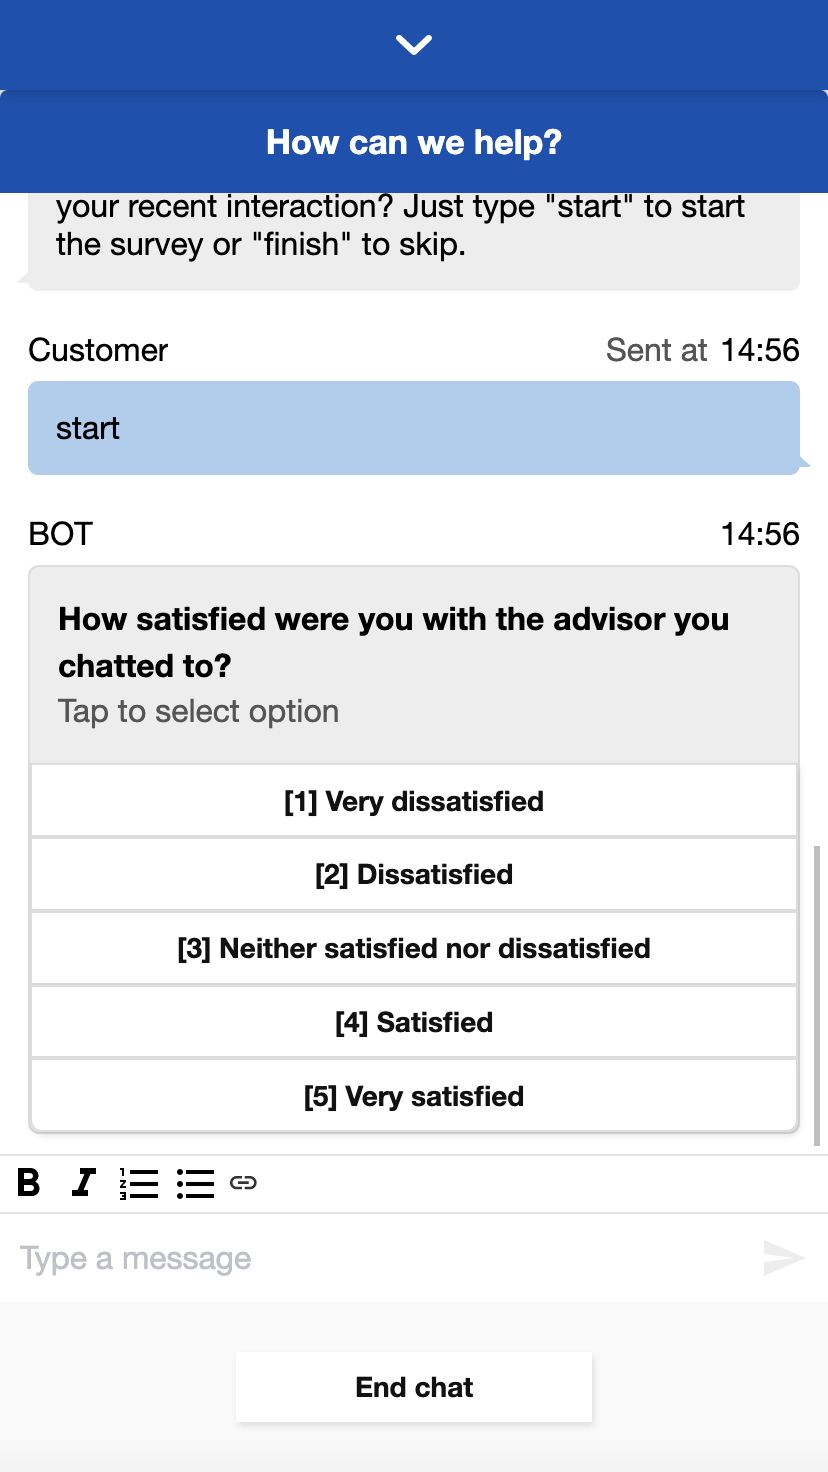 How can we help?
your recent interaction? Just type "start" to start
the survey or "finish" to skip.
Customer Sent at 14:56
start
BOT 14:56
How satisfied were you with the advisor you
chatted to?
Tap to select option
[1] Very dissatisfied
[2] Dissatisfied
[3] Neither satisfied nor dissatisfied
[4] Satisfied
[5] Very satisfied
B I
Type a message
End chat